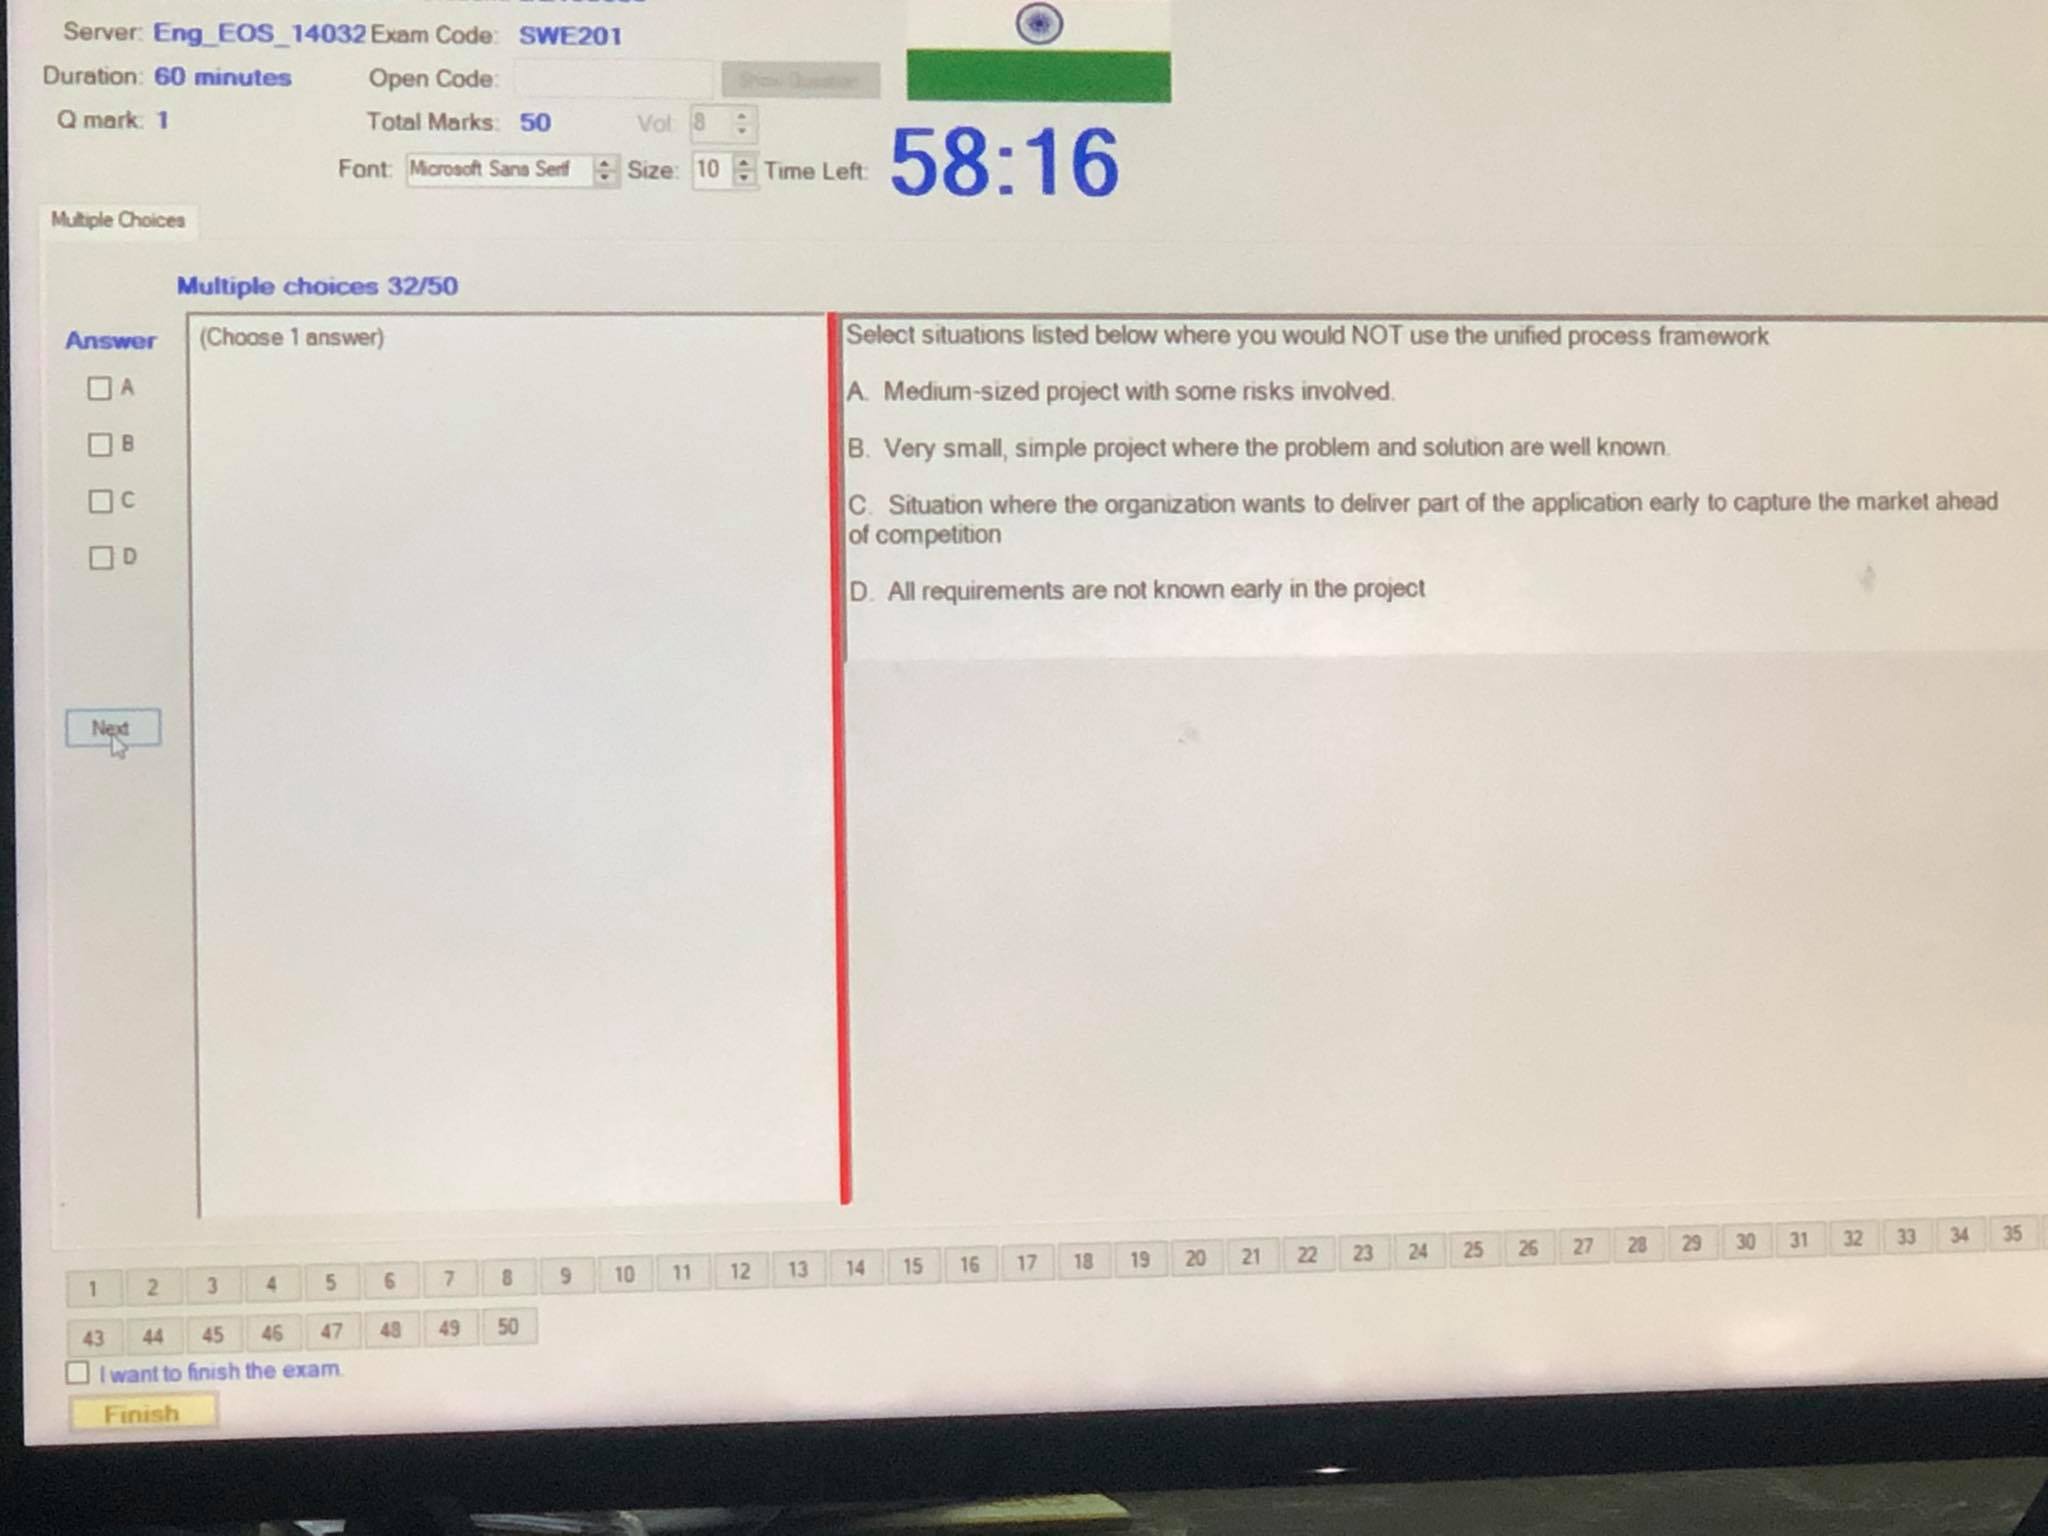 Server: Eng_EOS_14032 Exam Code: SWE201
Duration: 60 minutes Open Code: Show Question
Q mark: 1 Total Marks: 50 Vol: 8
Font: Microsoft Sans Serif Size: 10 Time Left: 58:16
Multiple Choices
Multiple choices 32/50
Answer
A
B
C
D
Next
(Choose 1 answer)
Select situations listed below where you would NOT use the unified process framework
A. Medium-sized project with some risks involved.
B. Very small, simple project where the problem and solution are well known.
C. Situation where the organization wants to deliver part of the application early to capture the market ahead
of competition
D. All requirements are not known early in the project
1 2 3 4 5 6 7 8 9 10 11 12 13 14 15 16 17 18 19 20 21 22 23 24 25 26 27 28 29 30 31 32 33 34 35
43 44 45 46 47 48 49 50
I want to finish the exam.
Finish